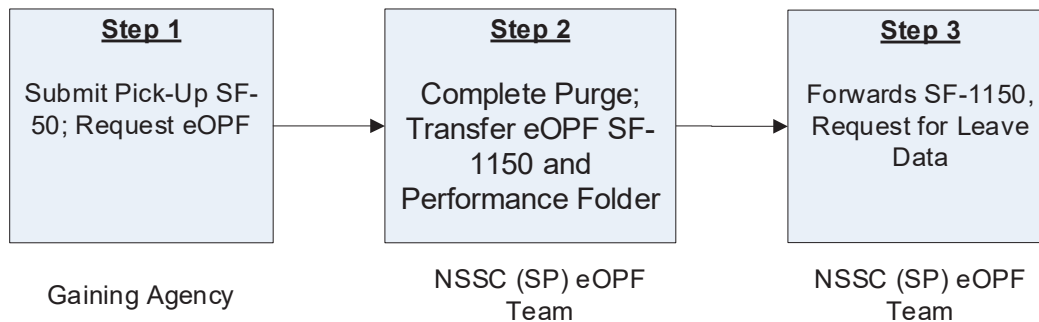 Step 1
Submit Pick-Up SF-
50; Request eOPF
Gaining Agency
Step 2
Complete Purge;
Transfer eOPF SF-
1150 and
Performance Folder
NSSC (SP) eOPF
Team
Step 3
Forwards SF-1150,
Request for Leave
Data
NSSC (SP) eOPF
Team